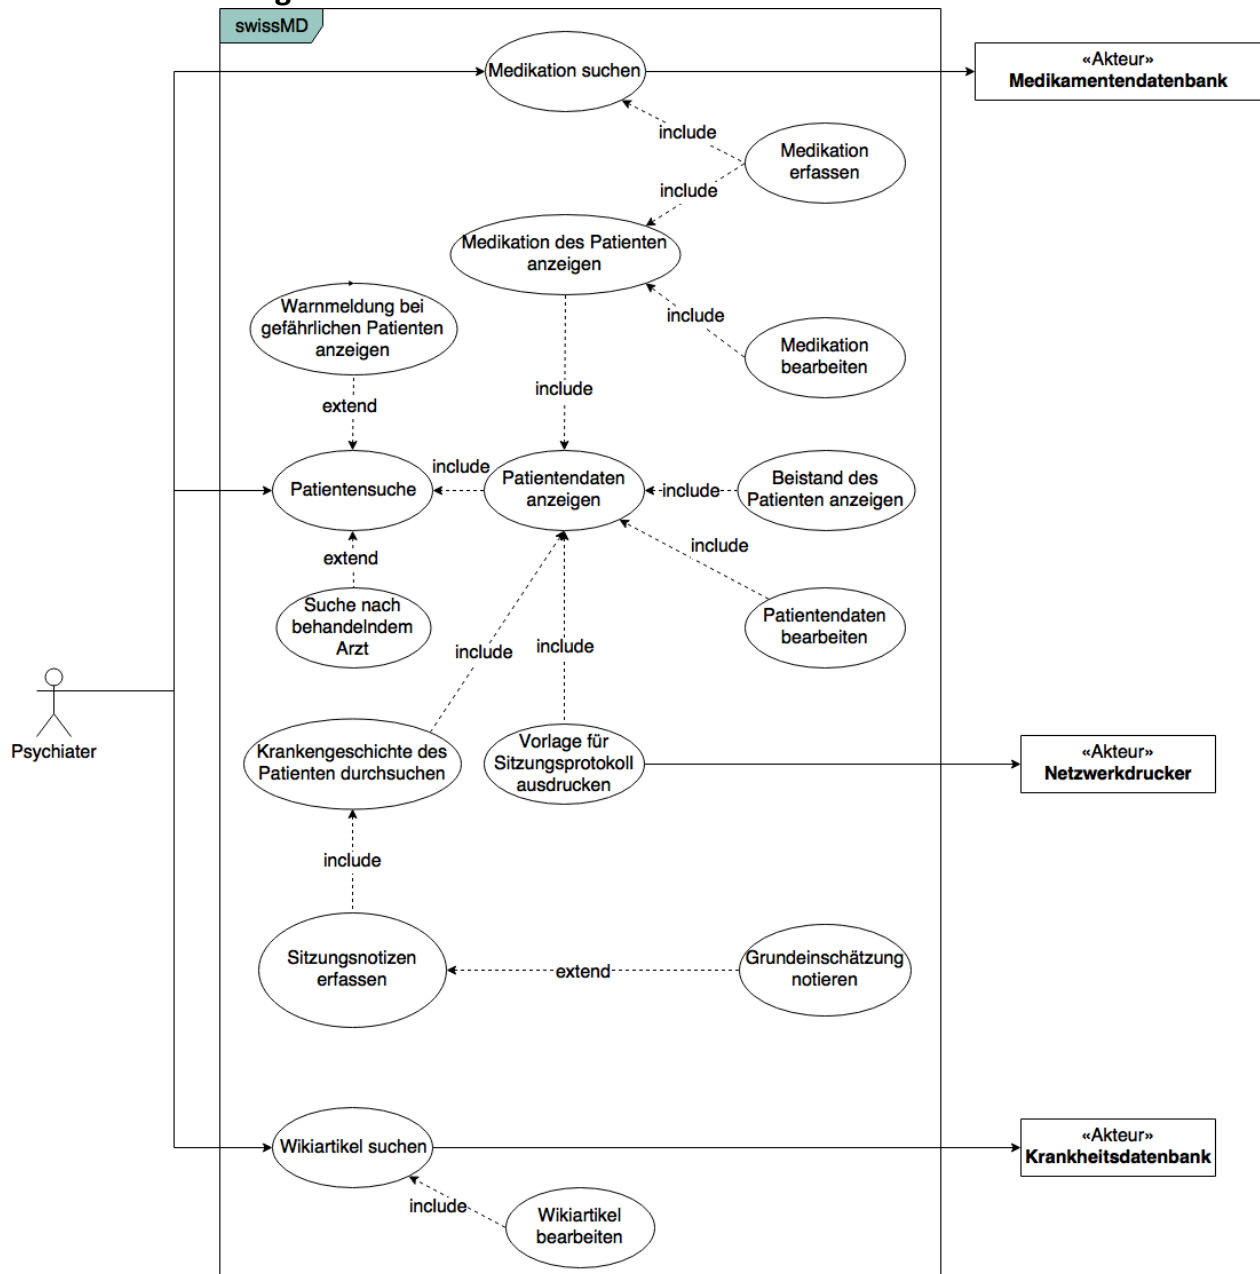 swissMD
Medikation suchen
«Akteur»
Medikamentendatenbank
include
Medikation
erfassen
include
Medikation des Patienten
anzeigen
Warnmeldung bei
gefährlichen Patienten
anzeigen
include
Medikation
bearbeiten
include
extend
Patientensuche
include
Patientendaten
anzeigen
include
Beistand des
Patienten anzeigen
include
extend
Suche nach
behandelndem
Arzt
Patientendaten
bearbeiten
include
include
Psychiater
Krankengeschichte des
Patienten durchsuchen
Vorlage für
Sitzungsprotokoll
ausdrucken
«Akteur»
Netzwerkdrucker
include
Sitzungsnotizen
erfassen
extend
Grundeinschätzung
notieren
Wikiartikel suchen
«Akteur»
Krankheitsdatenbank
include
Wikiartikel
bearbeiten